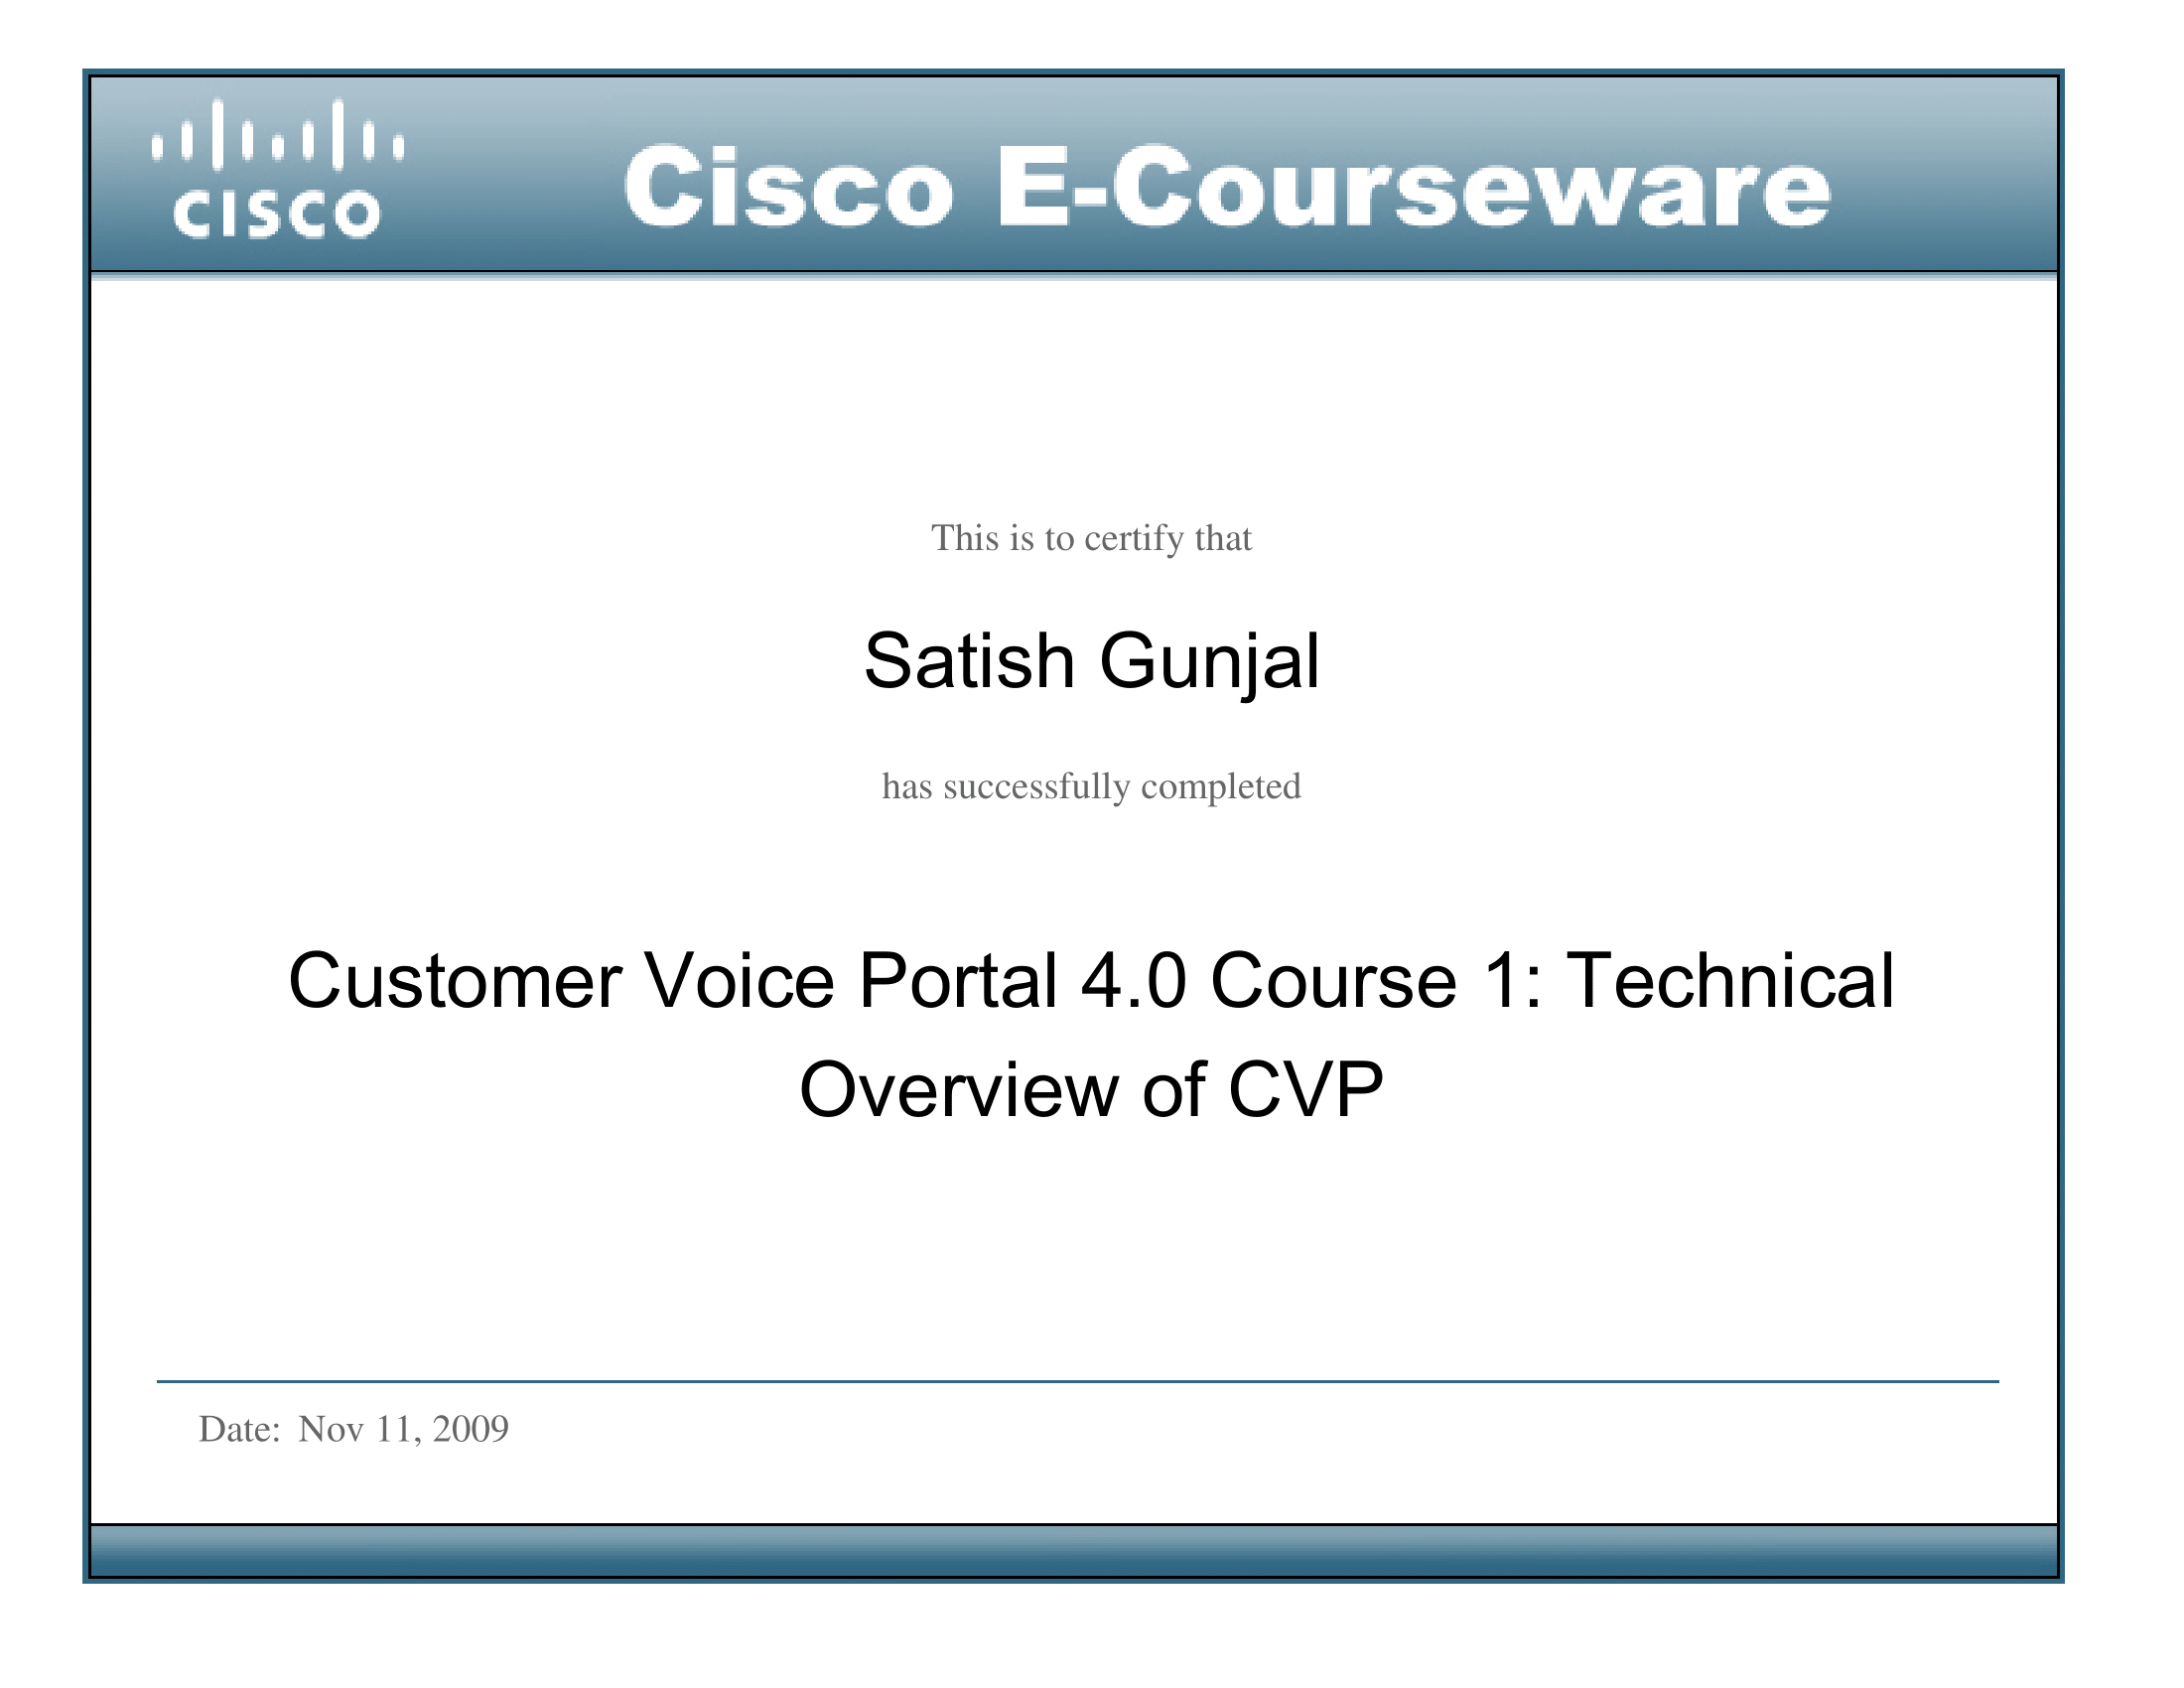 CISCO
Cisco E-Courseware
This is to certify that
Satish Gunjal
has successfully completed
Customer Voice Portal 4.0 Course 1: Technical
Overview of CVP
Date: Nov 11, 2009